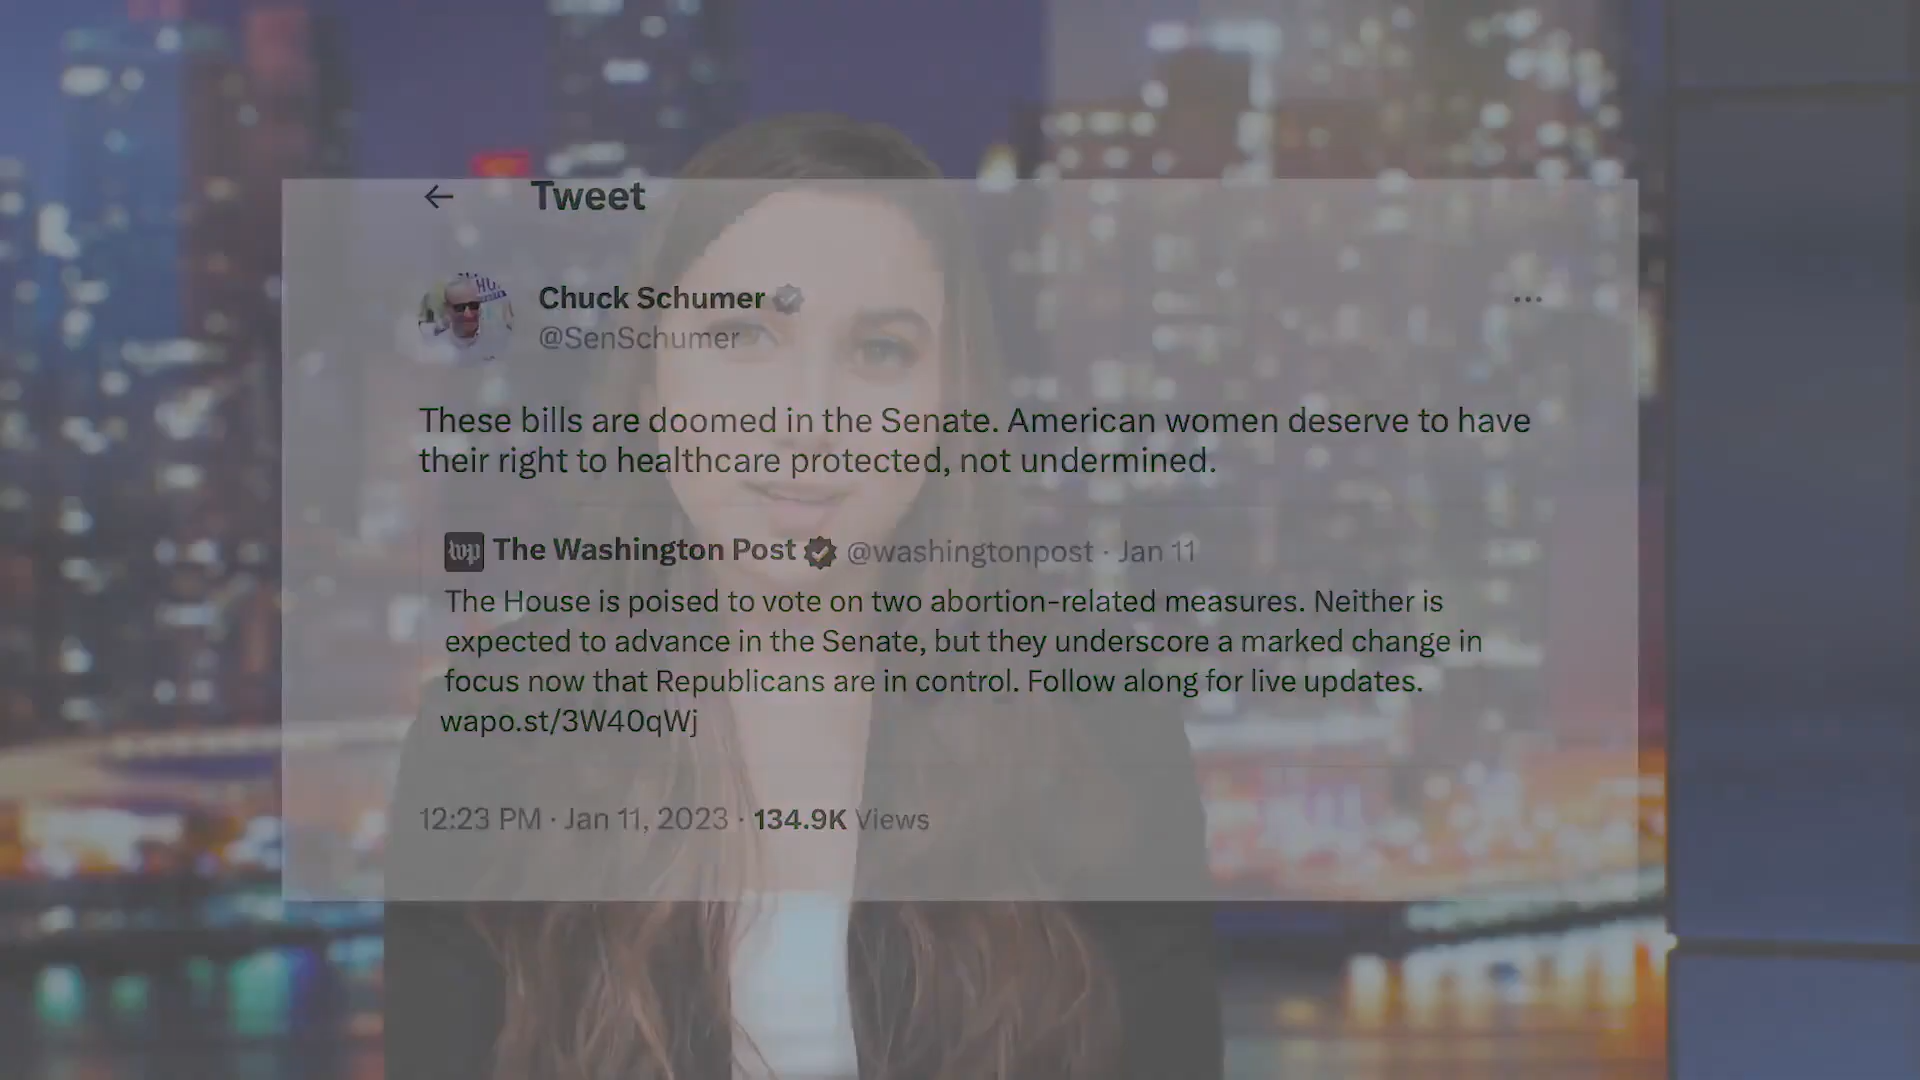 Tweet
Chuck Schumer
@SenSchumer
These bills are doomed in the Senate. American women deserve to have
their right to healthcare protected, not undermined.
wp The Washington Post @washingtonpost · Jan 11
The House is poised to vote on two abortion-related measures. Neither is
expected to advance in the Senate, but they underscore a marked change in
focus now that Republicans are in control. Follow along for live updates.
wapo.st/3W40qWj
12:23 PM · Jan 11, 2023 · 134.9K Views